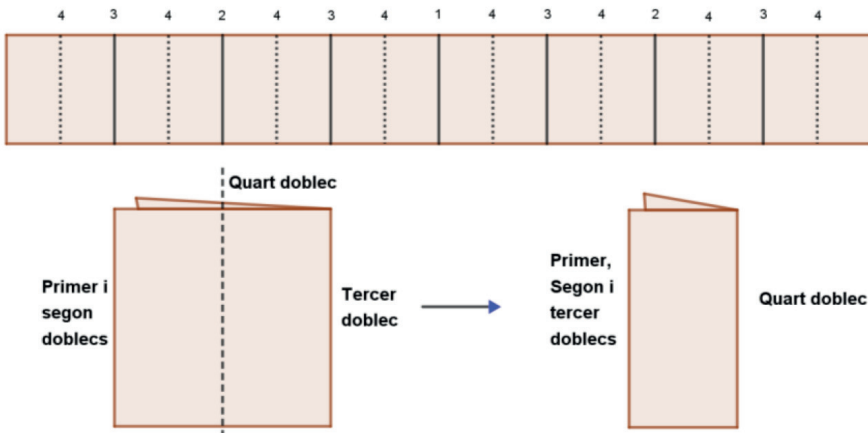 4 3 4 2 4 3 4 1 4 3 4 2 4 3 4
Quart doblec
Primer i
segon
doblecs
Tercer
doblec
Primer,
Segon i
tercer
doblecs
Quart doblec